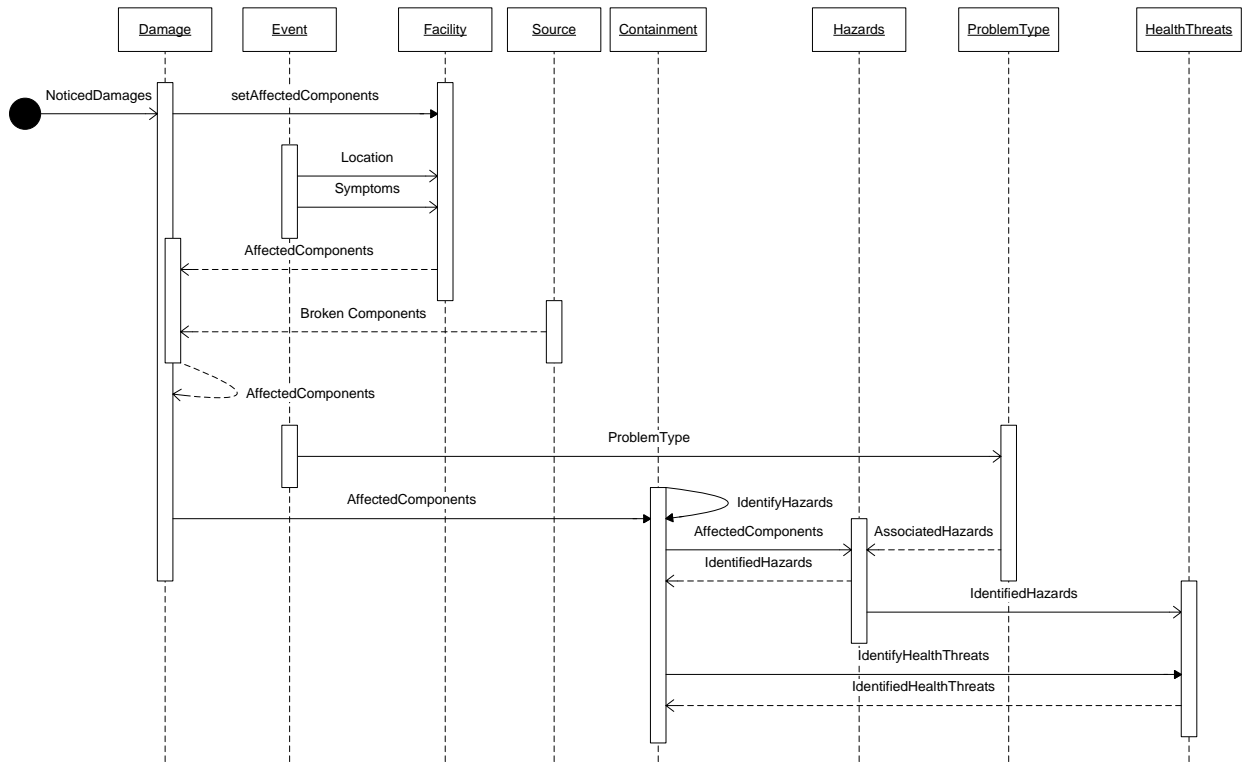 Damage
Event
Facility
Source
Containment
Hazards
ProblemType
HealthThreats
NoticedDamages
setAffectedComponents
Location
Symptoms
AffectedComponents
Broken Components
AffectedComponents
ProblemType
AffectedComponents
IdentifyHazards
AffectedComponents
AssociatedHazards
IdentifiedHazards
IdentifiedHazards
IdentifyHealthThreats
IdentifiedHealthThreats